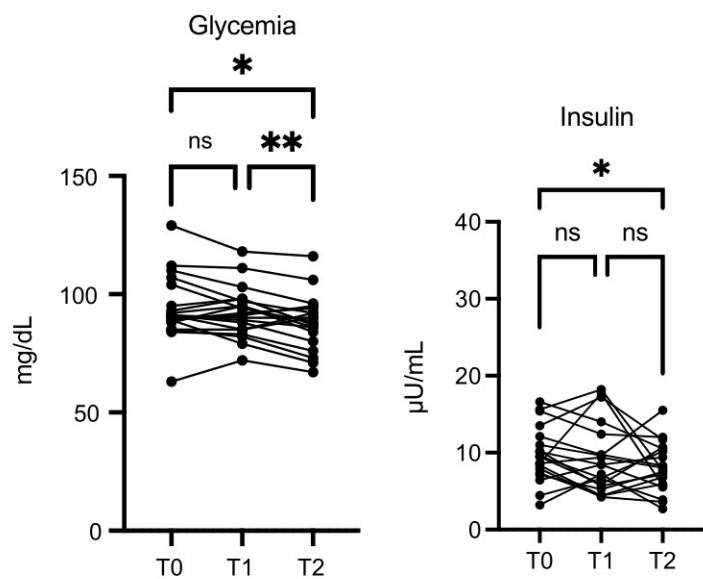 Glycemia
*
ns
**
150
100
50
0
mg/dL
T0
T1
T2
Insulin
*
ns
ns
40
30
20
10
0
µU/mL
T0
T1
T2